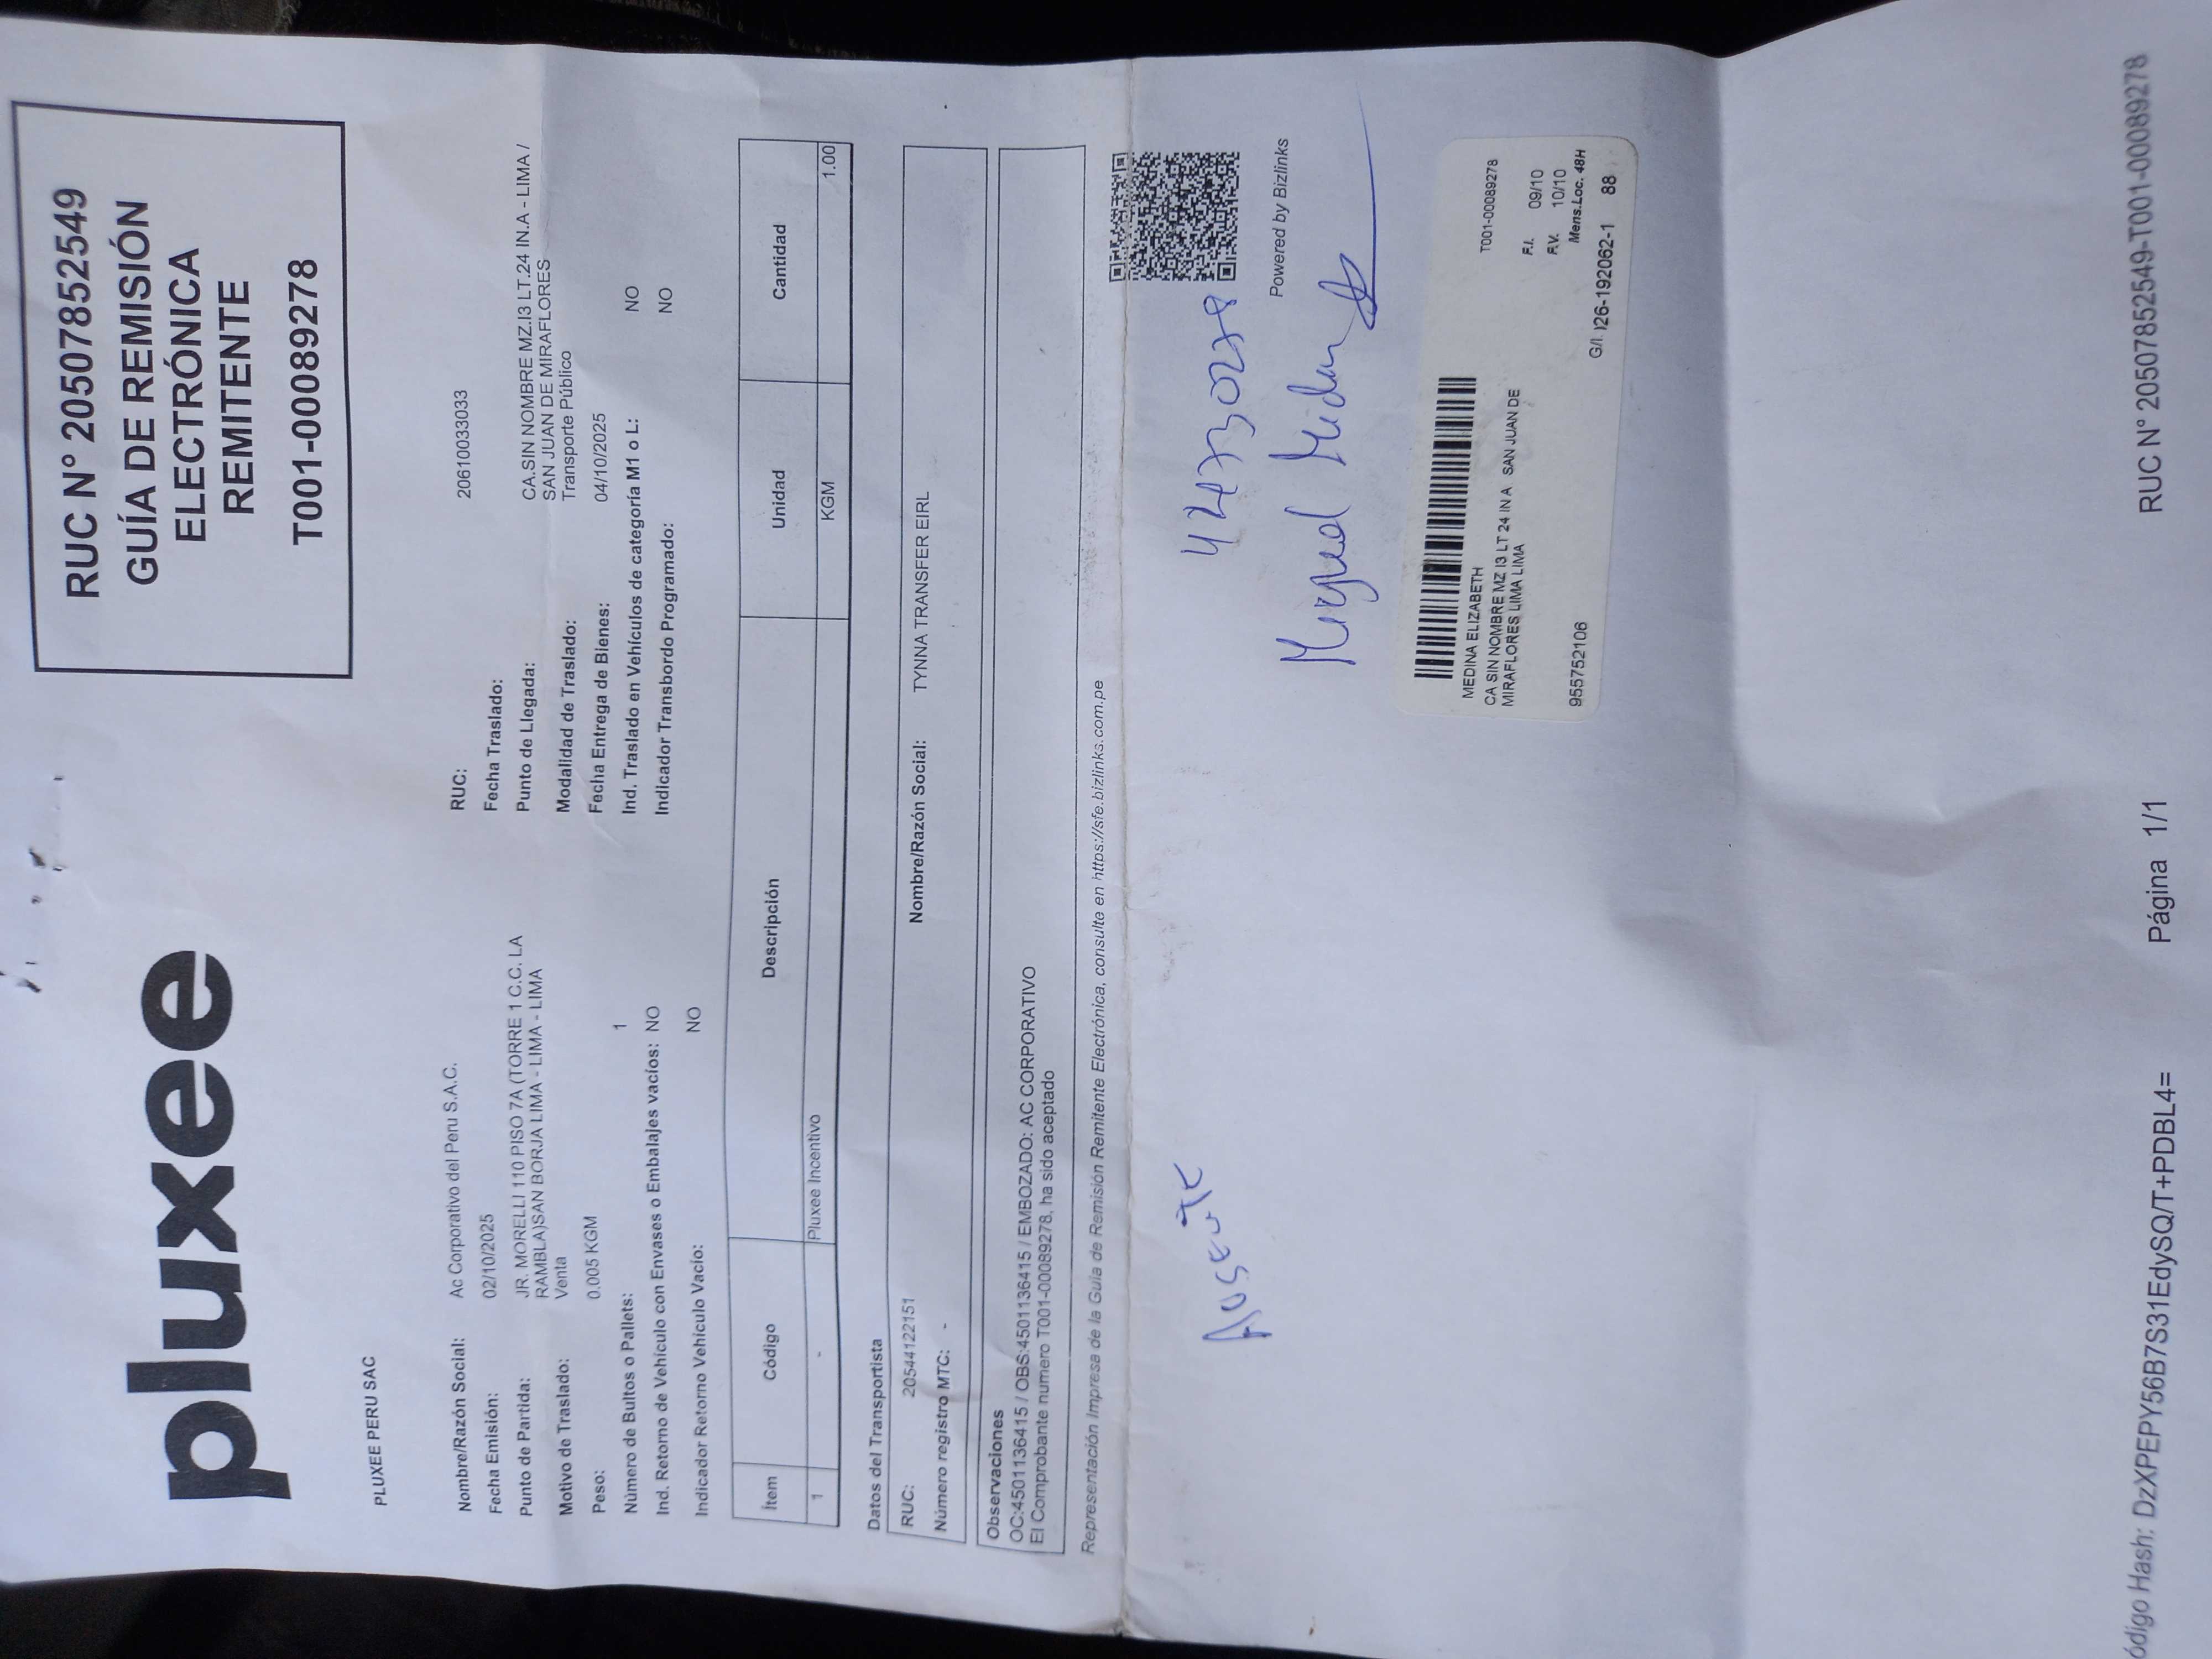 pluxee
RUC N° 20507852549
GUÍA DE REMISIÓN
ELECTRÓNICA
REMITENTE
T001-00089278
PLUXEE PERU SAC
Nombre/Razón Social: Ac Corporativo del Peru S.A.C.
Fecha Emisión: 02/10/2025
Punto de Partida: JR. MORELLI 110 PISO 7A (TORRE 1 C.C. LA
RAMBLA)SAN BORJA LIMA - LIMA - LIMA
Motivo de Traslado: Venta
Peso: 0.005 KGM
Número de Bultos o Pallets: 1
Ind. Retorno de Vehículo con Envases o Embalajes vacíos: NO
Indicador Retorno Vehículo Vacío: NO
RUC: 20610033033
Fecha Traslado:
Punto de Llegada: CA.SIN NOMBRE MZ.I3 LT.24 IN.A - LIMA /
SAN JUAN DE MIRAFLORES
Modalidad de Traslado: Transporte Público
Fecha Entrega de Bienes: 04/10/2025
Ind. Traslado en Vehículos de categoría M1 o L: NO
Indicador Transbordo Programado: NO
Ítem Código Descripción Unidad Cantidad
1 - Pluxee Incentivo KGM 1.00
Datos del Transportista
RUC: 20544122151 Nombre/Razón Social: TYNNA TRANSFER EIRL
Número registro MTC: -
Observaciones
OC:4501136415 / OBS:4501136415 / EMBOZADO: AC CORPORATIVO
El Comprobante numero T001-00089278, ha sido aceptado
Representación Impresa de la Guía de Remisión Remitente Electrónica, consulte en https://sfe.bizlinks.com.pe
Powered by Bizlinks
Miguel
MEDINA ELIZABETH
CA SIN NOMBRE MZ I3 LT 24 IN A SAN JUAN DE
MIRAFLORES LIMA LIMA
955752106
T001-00089278
F.I. 09/10
F.V. 10/10
Mens.Loc. 48H
G/I. I26-192062-1 88
ódigo Hash: DzXPEPY56B7S31EdySQ/T+PDBL4= Página 1/1 RUC N° 20507852549-T001-00089278